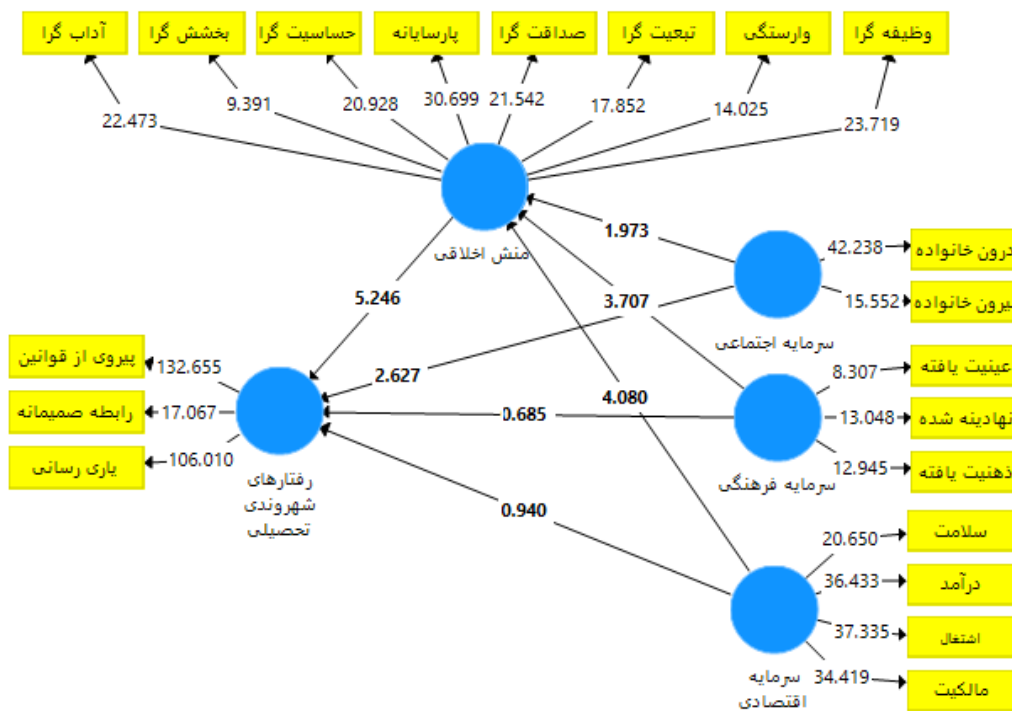 وظیفه گرا
وارستگی
تبعیت گرا
صداقت گرا
پارسایانه
حساسیت گرا
بخشش گرا
آداب گرا
23.719
14.025
17.852
21.542
30.699
20.928
9.391
22.473
منش اخلاقی
1.973
3.707
4.080
5.246
2.627
0.685
0.940
درون خانواده
42.238
بیرون خانواده
15.552
سرمایه اجتماعی
عینیت یافته
8.307
نهادینه شده
13.048
ذهنیت یافته
12.945
سرمایه فرهنگی
سلامت
20.650
درآمد
36.433
اشتغال
37.335
مالکیت
34.419
سرمایه
اقتصادی
پیروی از قوانین
132.655
رابطه صمیمانه
17.067
یاری رسانی
106.010
رفتارهای
شهروندی
تحصیلی